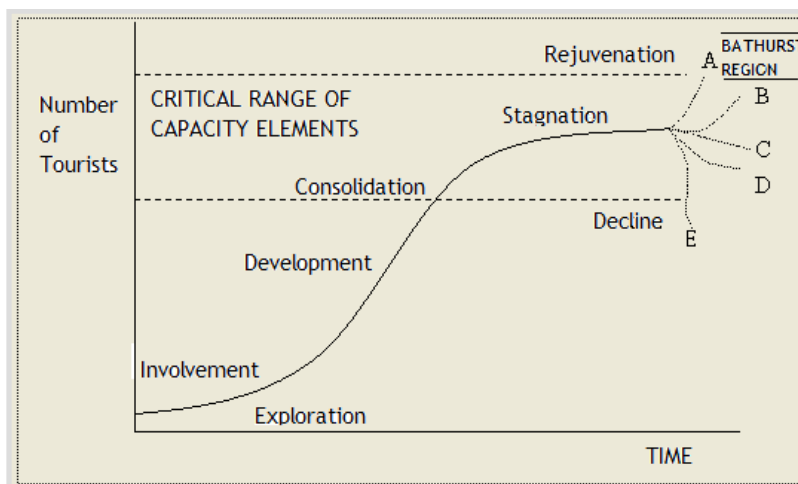 Rejuvenation
A
BATHURST
REGION
Number
of
Tourists
CRITICAL RANGE OF
CAPACITY ELEMENTS
B
Stagnation
C
Consolidation
D
Decline
E
Development
Involvement
Exploration
TIME